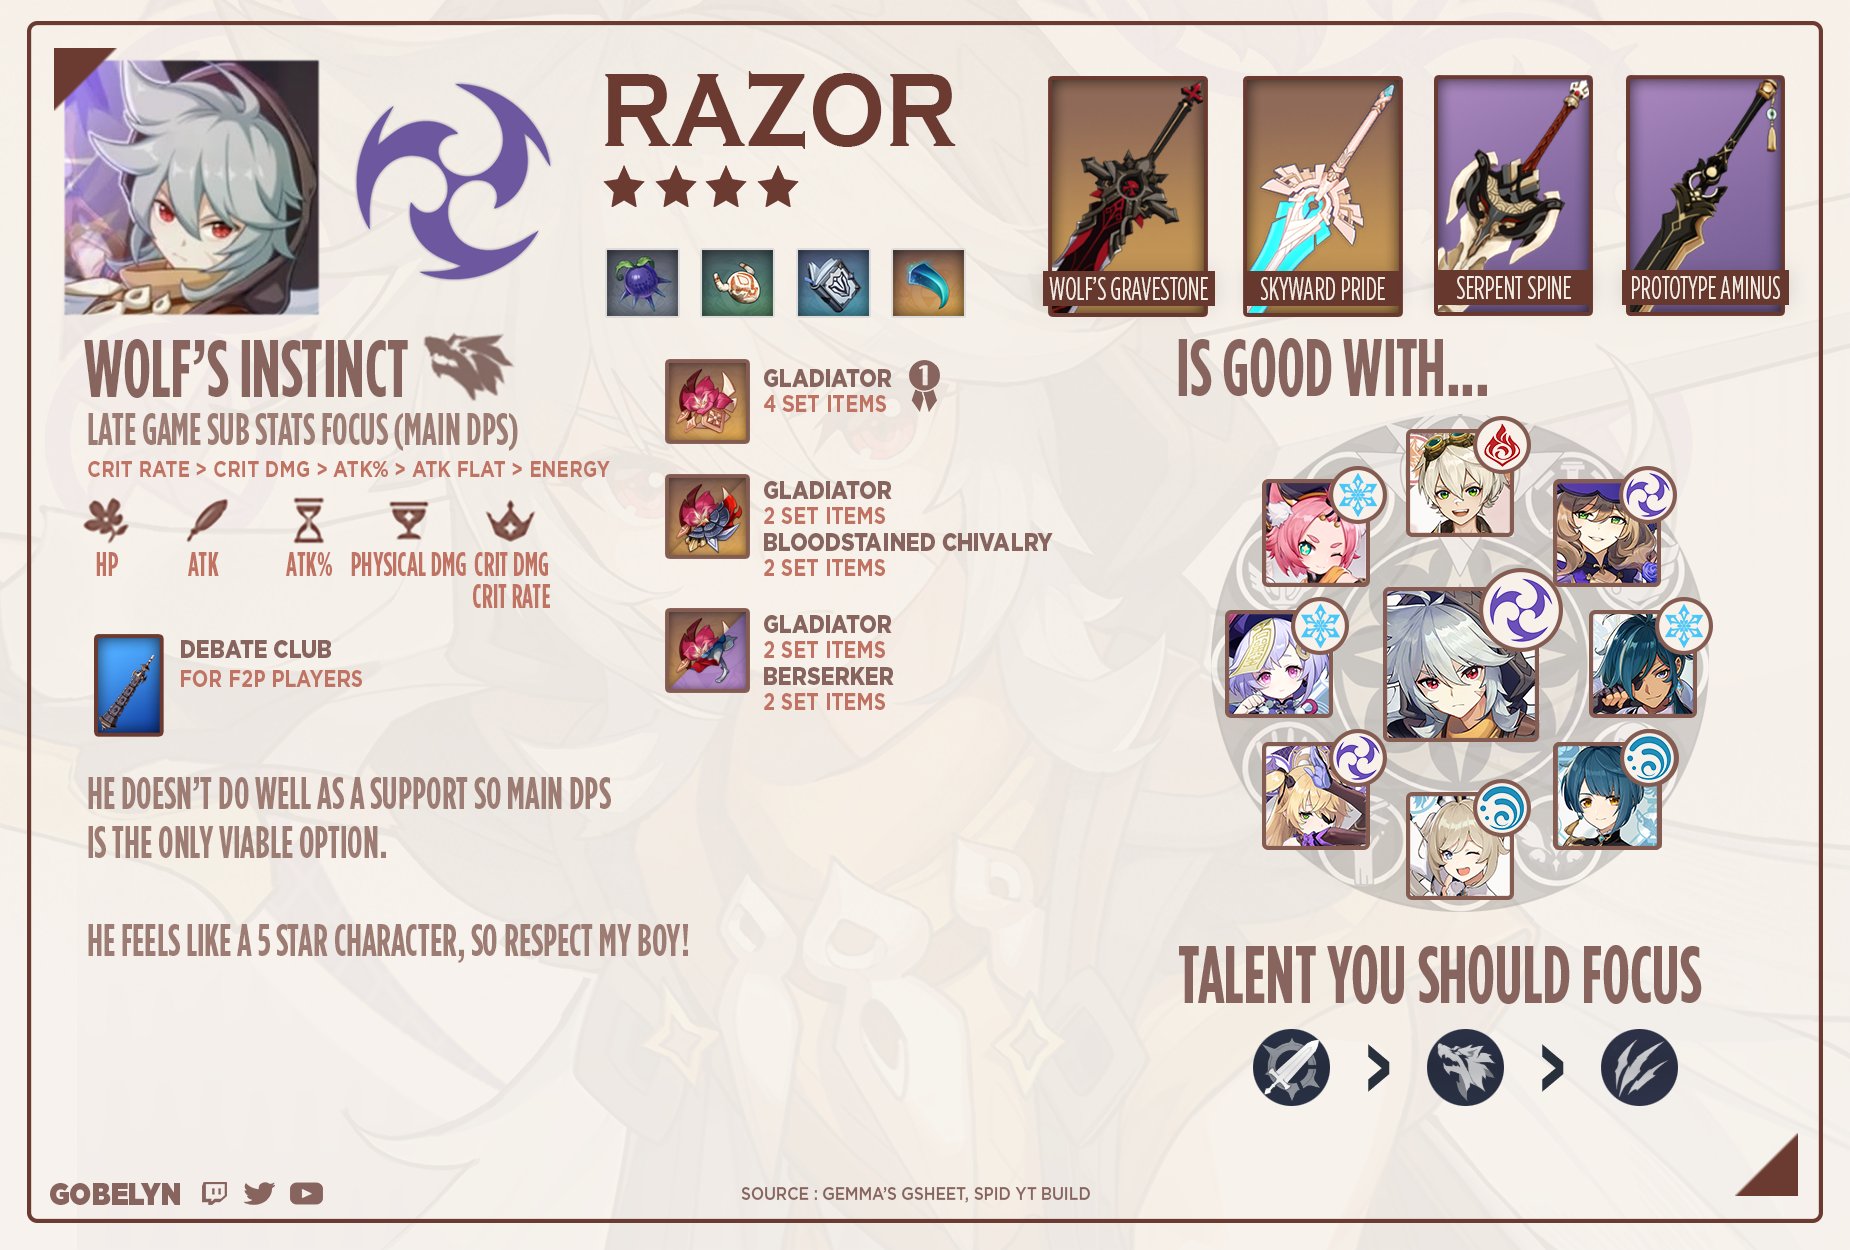 RAZOR
WOLF'S GRAVESTONE
SKYWARD PRIDE
SERPENT SPINE
PROTOTYPE AMINUS
WOLF'S INSTINCT
LATE GAME SUB STATS FOCUS (MAIN DPS)
CRIT RATE > CRIT DMG > ATK% > ATK FLAT > ENERGY
HP
ATK
ATK%
PHYSICAL DMG
CRIT DMG
CRIT RATE
DEBATE CLUB
FOR F2P PLAYERS
HE DOESN'T DO WELL AS A SUPPORT SO MAIN DPS
IS THE ONLY VIABLE OPTION.
HE FEELS LIKE A 5 STAR CHARACTER, SO RESPECT MY BOY!
GLADIATOR
4 SET ITEMS
1
GLADIATOR
2 SET ITEMS
BLOODSTAINED CHIVALRY
2 SET ITEMS
GLADIATOR
2 SET ITEMS
BERSERKER
2 SET ITEMS
IS GOOD WITH...
TALENT YOU SHOULD FOCUS
> >
GOBELYN
SOURCE : GEMMA'S GSHEET, SPID YT BUILD